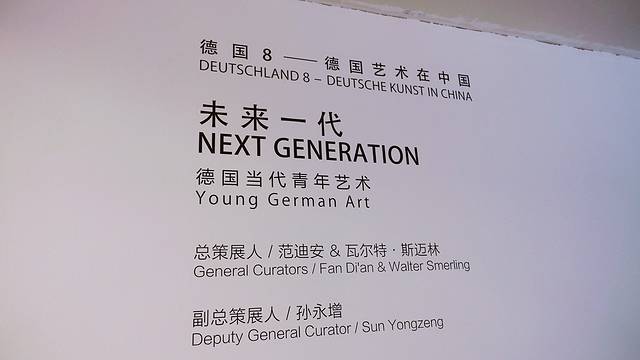 德国8——德国艺术在中国
DEUTSCHLAND 8 – DEUTSCHE KUNST IN CHINA
未来一代
NEXT GENERATION
德国当代青年艺术
Young German Art
总策展人 / 范迪安 & 瓦尔特·斯迈林
General Curators / Fan Di'an & Walter Smerling
副总策展人 / 孙永增
Deputy General Curator / Sun Yongzeng